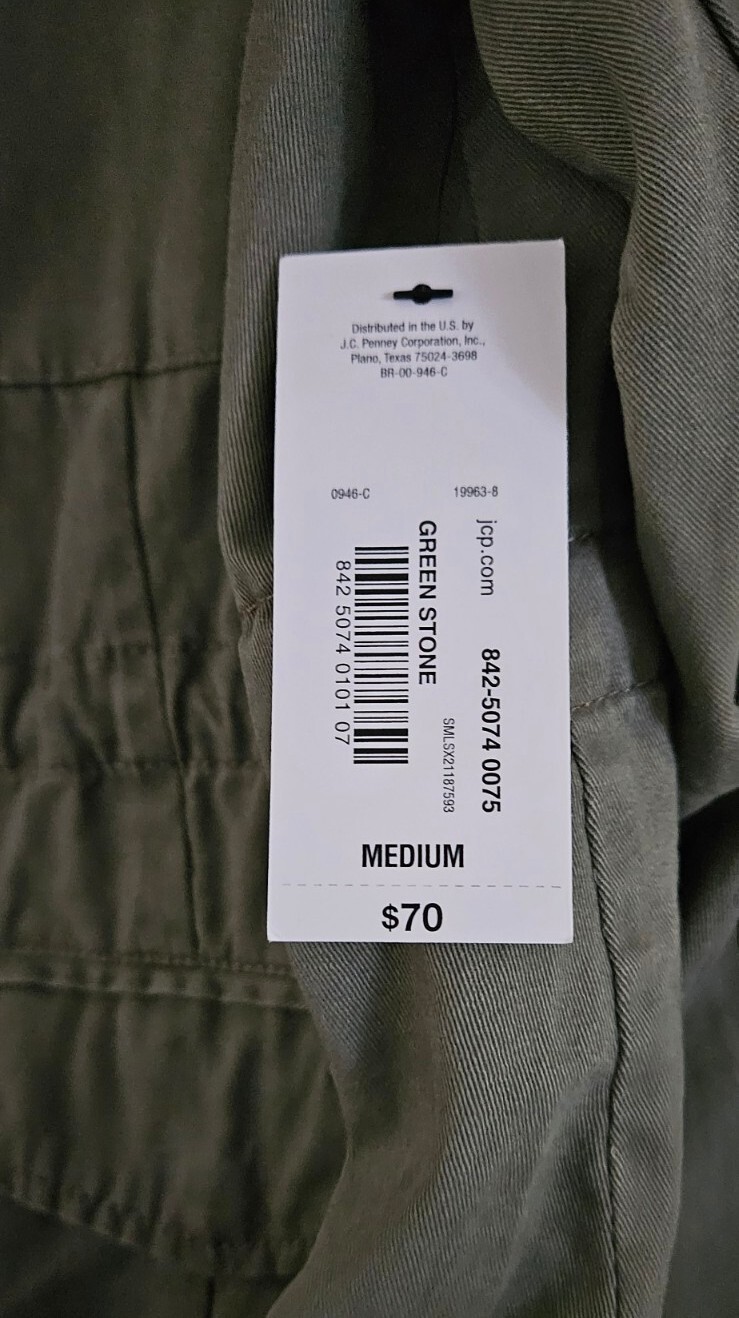 Distributed in the U.S. by
J.C. Penney Corporation, Inc.,
Plano, Texas 75024-3698
BR-00-946-C
0946-C
19963-8
jcp.com
842-5074 0075
SMLSX21187593
GREEN STONE
842 5074 0101 07
MEDIUM
$70